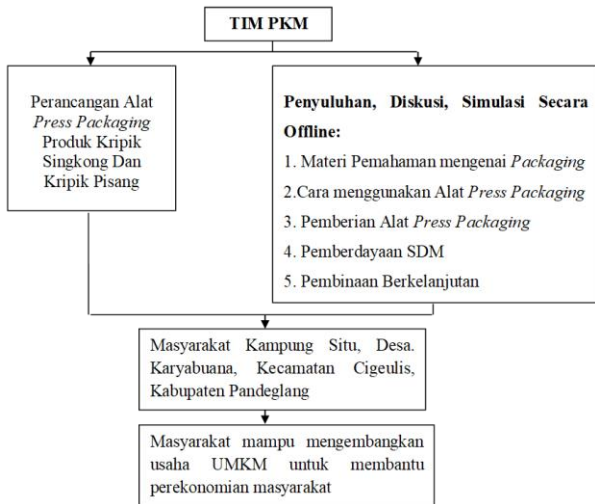 TIM PKM
Perancangan Alat
Press Packaging
Produk Kripik
Singkong Dan
Kripik Pisang
Penyuluhan, Diskusi, Simulasi Secara
Offline:
1. Materi Pemahaman mengenai Packaging
2.Cara menggunakan Alat Press Packaging
3. Pemberian Alat Press Packaging
4. Pemberdayaan SDM
5. Pembinaan Berkelanjutan
Masyarakat Kampung Situ, Desa.
Karyabuana, Kecamatan Cigeulis,
Kabupaten Pandeglang
Masyarakat mampu mengembangkan
usaha UMKM untuk membantu
perekonomian masyarakat